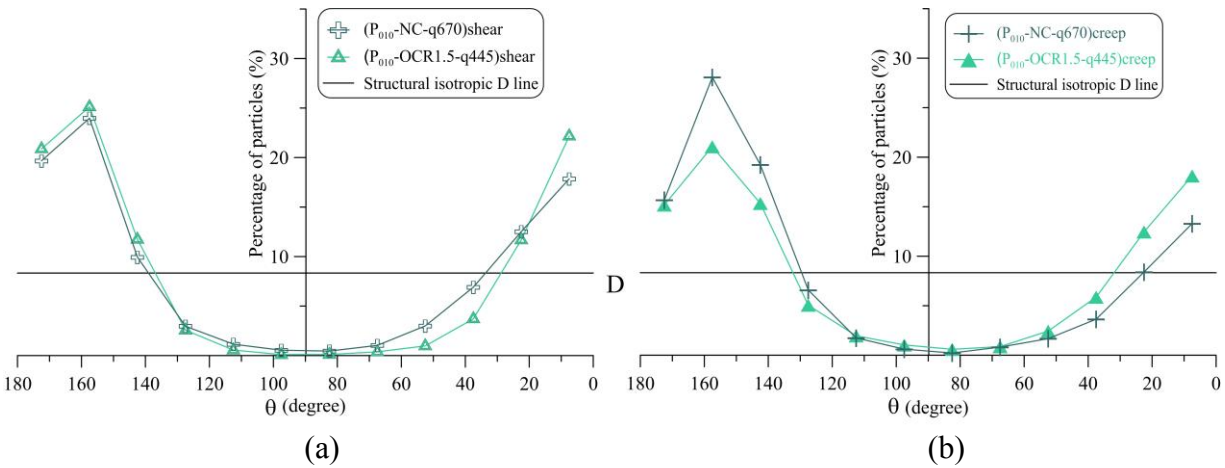 Percentage of particles (%)
30
20
10
0
(P010-NC-q670)shear
(P010-OCR1.5-q445)shear
Structural isotropic D line
180 160 140 120 100 80 60 40 20 0
θ (degree)
(a)
D
Percentage of particles (%)
30
20
10
0
(P010-NC-q670)creep
(P010-OCR1.5-q445)creep
Structural isotropic D line
180 160 140 120 100 80 60 40 20 0
θ (degree)
(b)